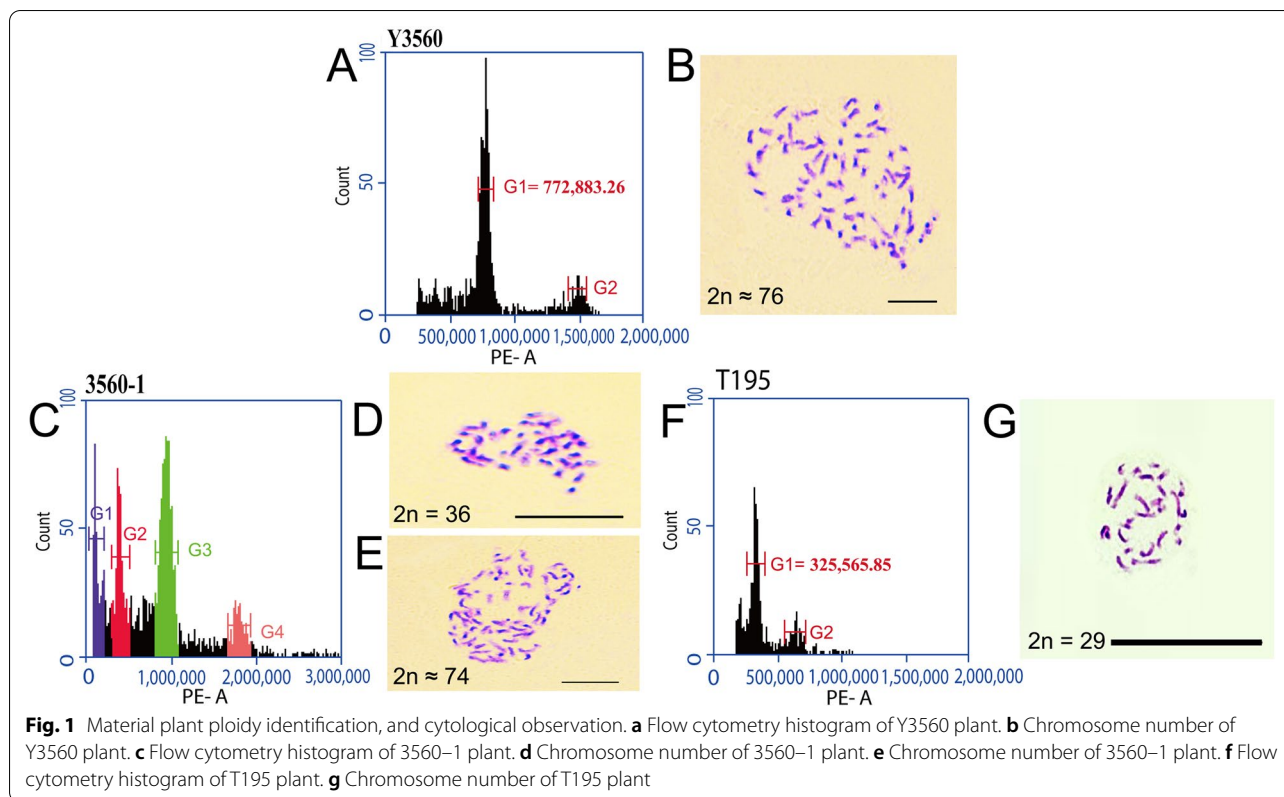 Y3560
A
100
50
0
Count
G1= 772,883.26
G2
0 500,000 1,000,000 1,500,000 2,000,000
PE- A
B
2n ≈ 76
3560-1
C
100
50
0
Count
G1
G2
G3
G4
0 1,000,000 2,000,000 3,000,000
PE- A
D
2n = 36
E
2n ≈ 74
T195
F
100
50
0
Count
G1= 325,565.85
G2
0 500,000 1,000,000 1,500,000 2,000,000
PE- A
G
2n = 29
Fig. 1 Material plant ploidy identification, and cytological observation. a Flow cytometry histogram of Y3560 plant. b Chromosome number of
Y3560 plant. c Flow cytometry histogram of 3560–1 plant. d Chromosome number of 3560–1 plant. e Chromosome number of 3560–1 plant. f Flow
cytometry histogram of T195 plant. g Chromosome number of T195 plant